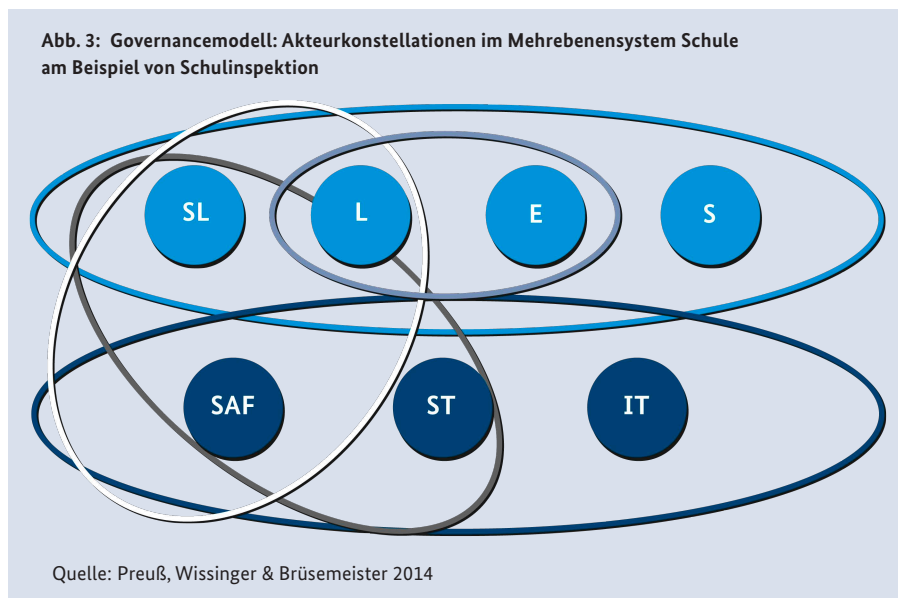 Abb. 3: Governancemodell: Akteurkonstellationen im Mehrebenensystem Schule
am Beispiel von Schulinspektion
SL L E S
SAF ST IT
Quelle: Preuß, Wissinger & Brüsemeister 2014